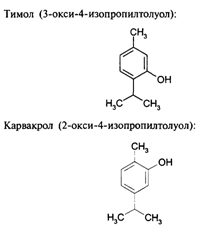 Тимол (3-окси-4-изопропилтолуол):
CH₃
OH
H₃C CH₃
Карвакрол (2-окси-4-изопропилтолуол):
CH₃
OH
H₃C CH₃